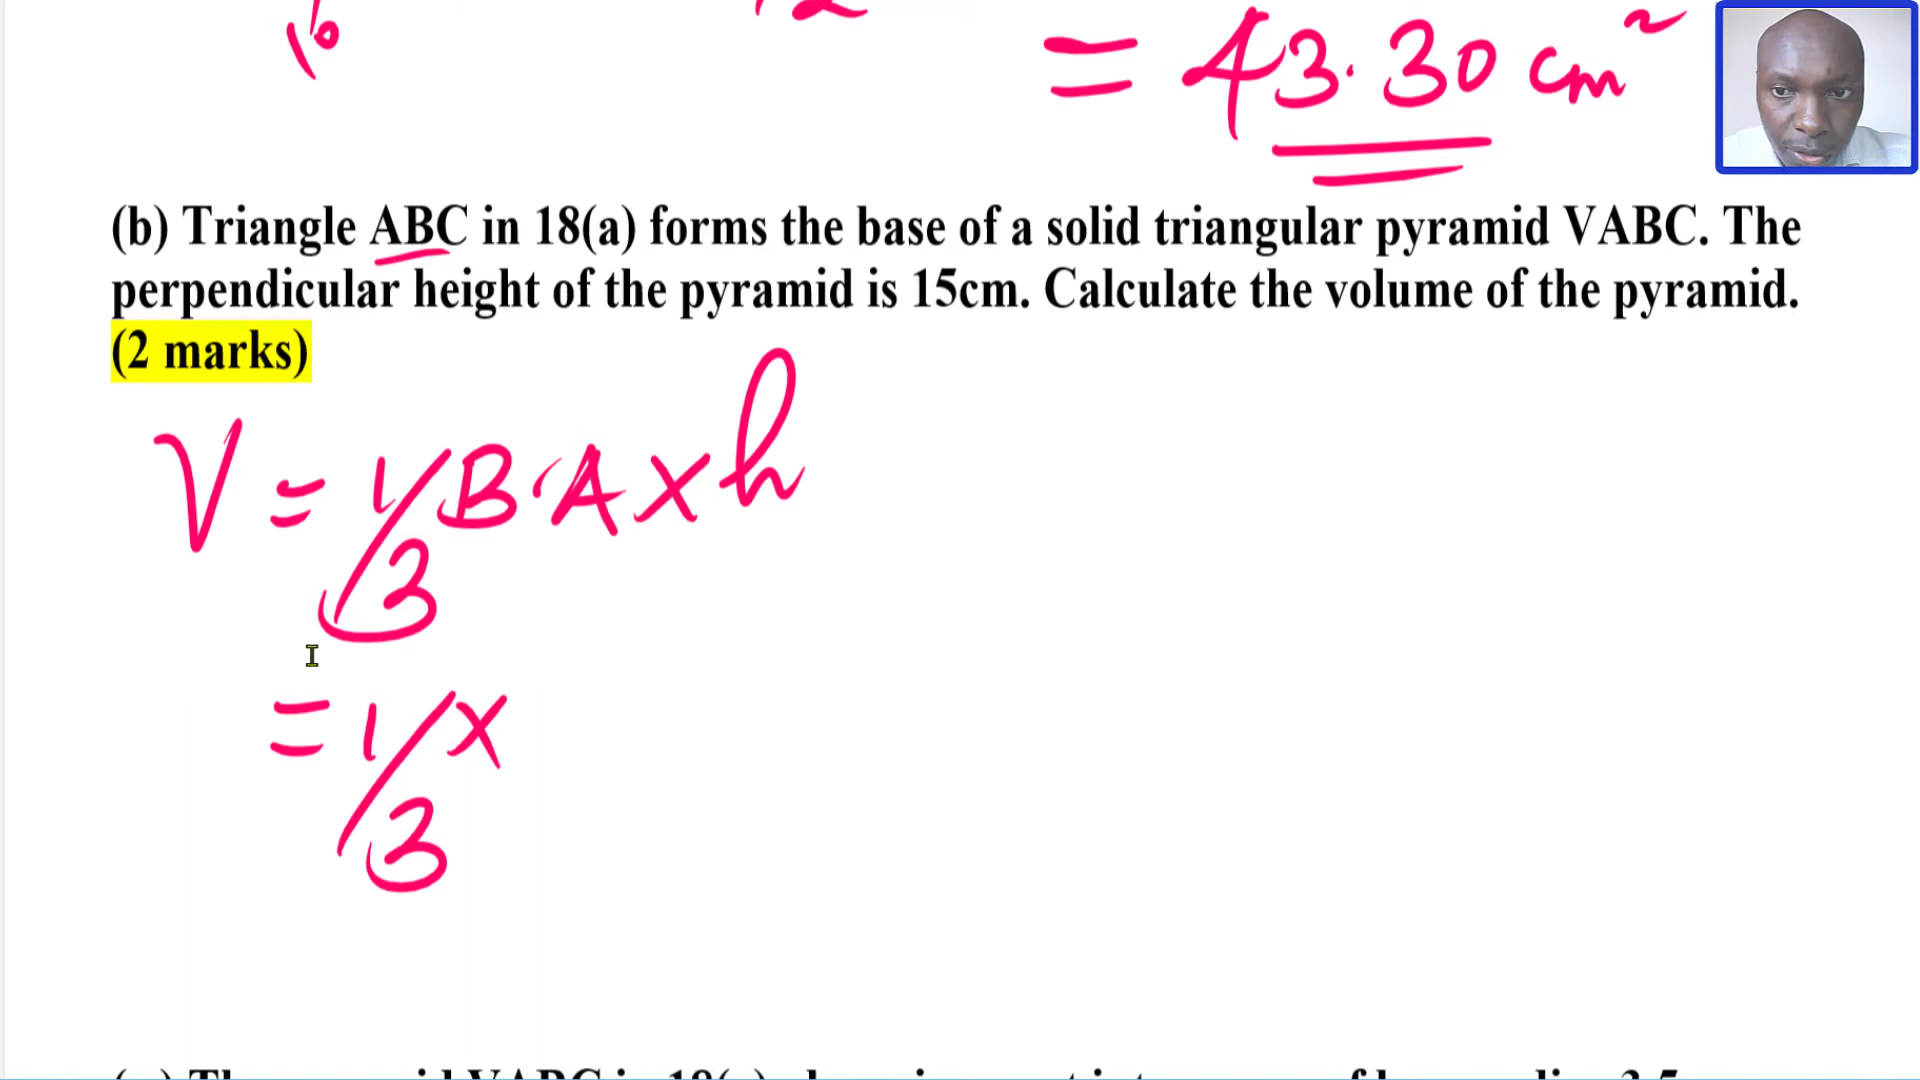 = 43.30 cm²
(b) Triangle ABC in 18(a) forms the base of a solid triangular pyramid VABC. The
perpendicular height of the pyramid is 15cm. Calculate the volume of the pyramid.
(2 marks)
V = 1/3 B.A x h
= 1/3 x